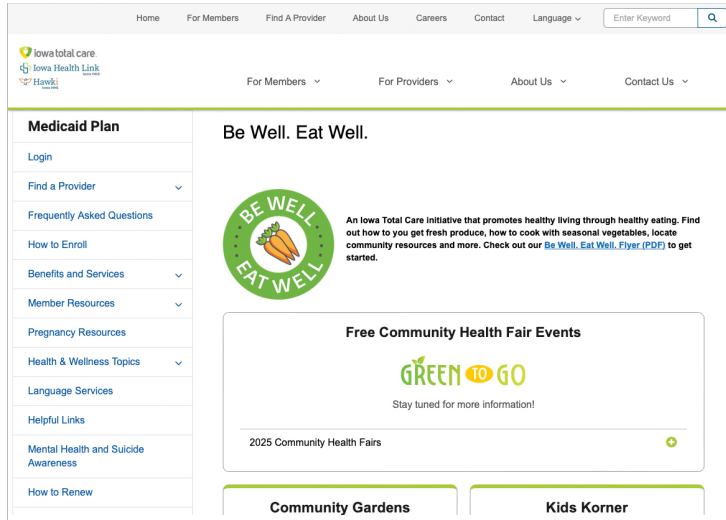 Home For Members Find A Provider About Us Careers Contact Language Enter Keyword
iowa total care.
Iowa Health Link
Iowa HHS
Hawki
Iowa HHS
For Members For Providers About Us Contact Us
Medicaid Plan
Login
Find a Provider
Frequently Asked Questions
How to Enroll
Benefits and Services
Member Resources
Pregnancy Resources
Health & Wellness Topics
Language Services
Helpful Links
Mental Health and Suicide
Awareness
How to Renew
Be Well. Eat Well.
BE WELL
EAT WELL
An Iowa Total Care initiative that promotes healthy living through healthy eating. Find
out how to you get fresh produce, how to cook with seasonal vegetables, locate
community resources and more. Check out our Be Well. Eat Well. Flyer (PDF) to get
started.
Free Community Health Fair Events
GREEN TO GO
Stay tuned for more information!
2025 Community Health Fairs
Community Gardens
Kids Korner